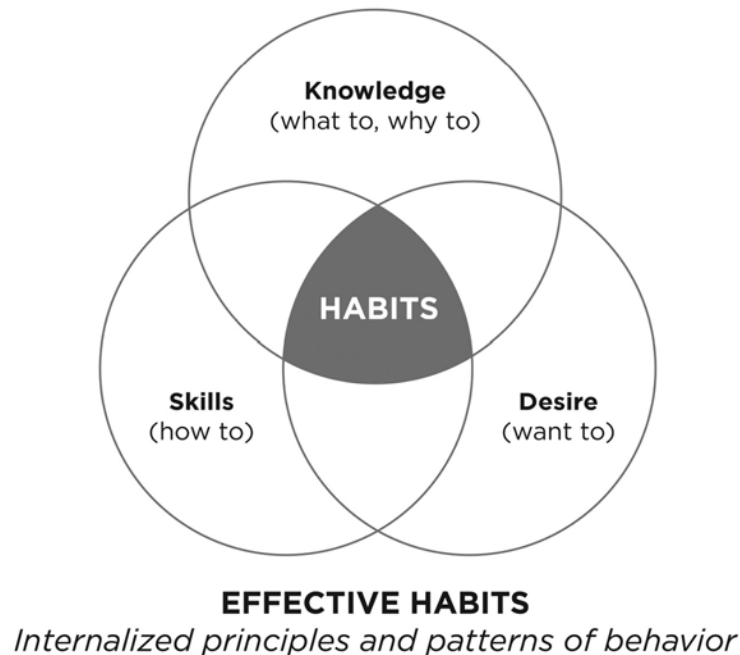 Knowledge
(what to, why to)
HABITS
Skills
(how to)
Desire
(want to)
EFFECTIVE HABITS
Internalized principles and patterns of behavior